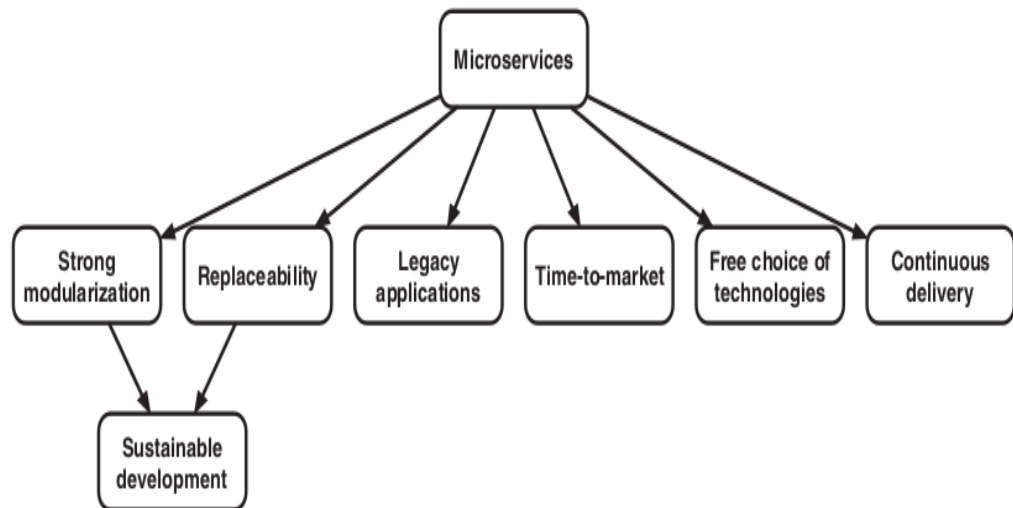 Microservices
Strong
modularization
Replaceability
Legacy
applications
Time-to-market
Free choice of
technologies
Continuous
delivery
Sustainable
development